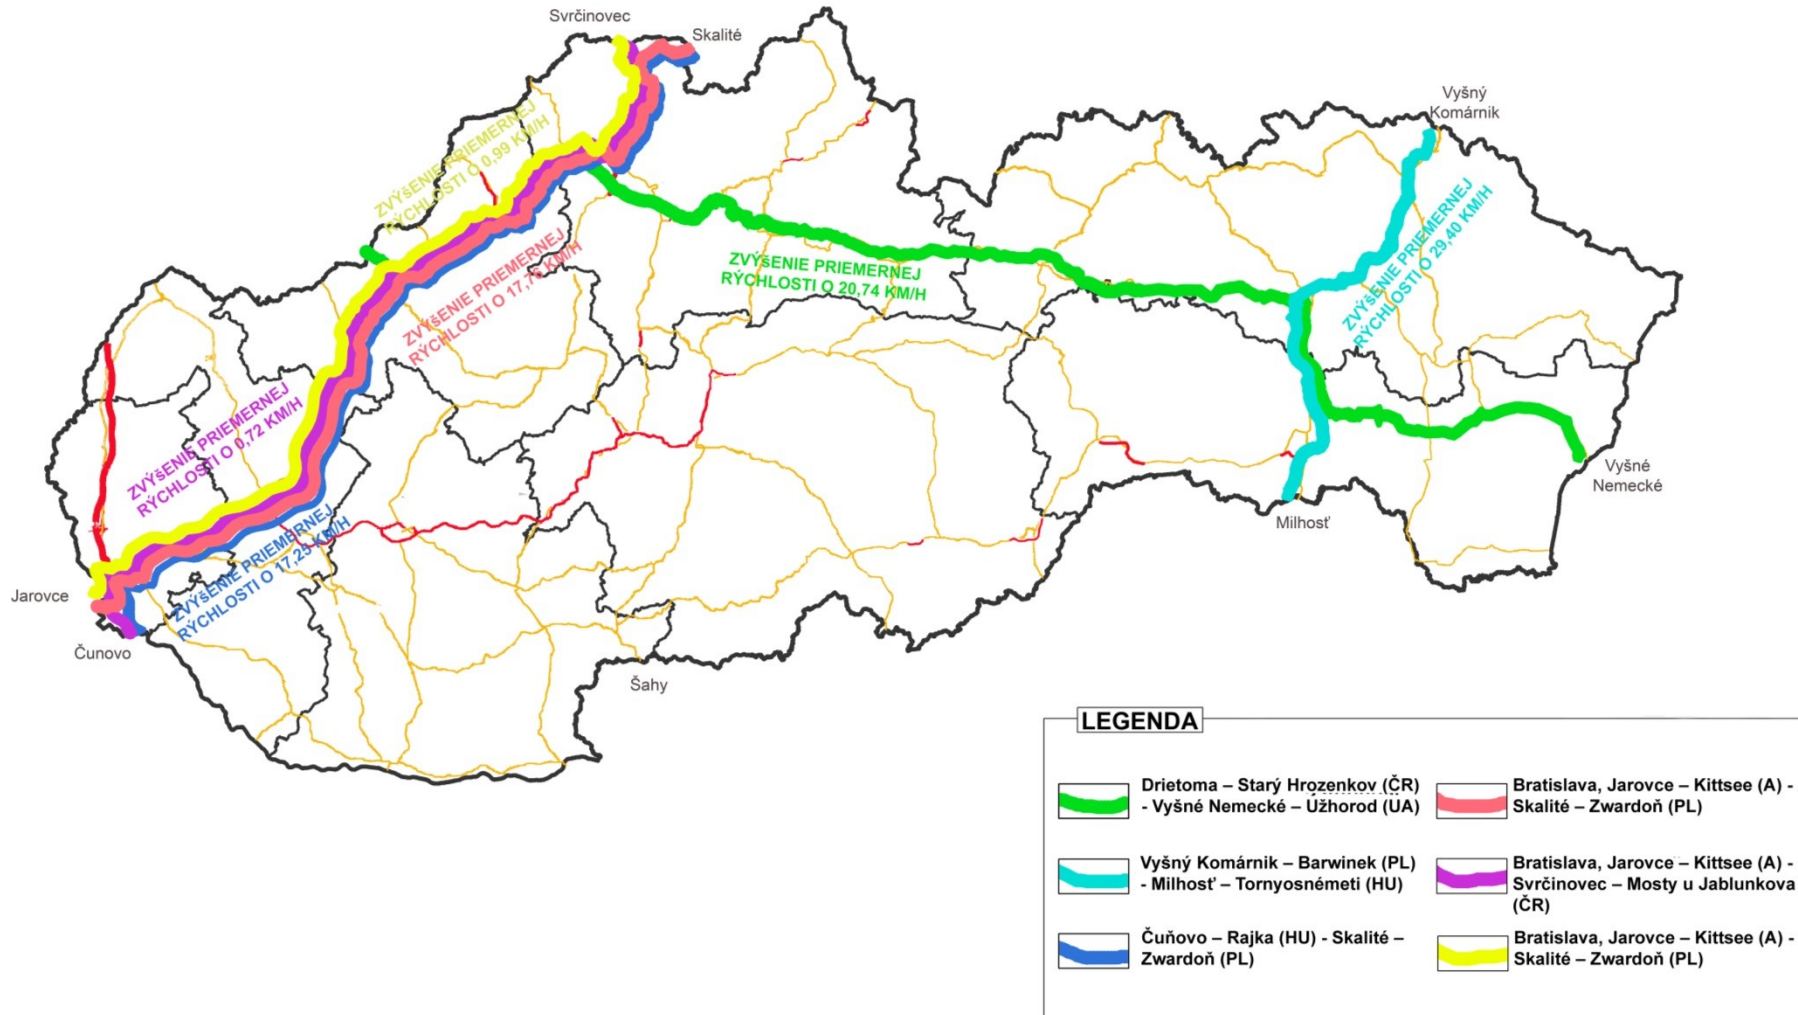 Svrčinovec
Skalité
Vyšný
Komárnik
ZVÝšENIE PRIEMERNEJ
RÝCHLOSTI O 0,99 KM/H
ZVÝšENIE PRIEMERNEJ
RÝCHLOSTI O 17,76 KM/H
ZVÝšENIE PRIEMERNEJ
RÝCHLOSTI O 20,74 KM/H
ZVÝšENIE PRIEMERNEJ
RÝCHLOSTI O 29,40 KM/H
ZVÝšENIE PRIEMERNEJ
RÝCHLOSTI O 0,72 KM/H
ZVÝšENIE PRIEMERNEJ
RÝCHLOSTI O 17,25 KM/H
Vyšné
Nemecké
Milhosť
Jarovce
Čunovo
Šahy
LEGENDA
Drietoma – Starý Hrozenkov (ČR)
- Vyšné Nemecké – Užhorod (UA)
Vyšný Komárnik – Barwinek (PL)
- Milhosť – Tornyosnémeti (HU)
Čuňovo – Rajka (HU) - Skalité –
Zwardoň (PL)
Bratislava, Jarovce – Kittsee (A) -
Skalité – Zwardoň (PL)
Bratislava, Jarovce – Kittsee (A) -
Svrčinovec – Mosty u Jablunkova
(ČR)
Bratislava, Jarovce – Kittsee (A) -
Skalité – Zwardoň (PL)